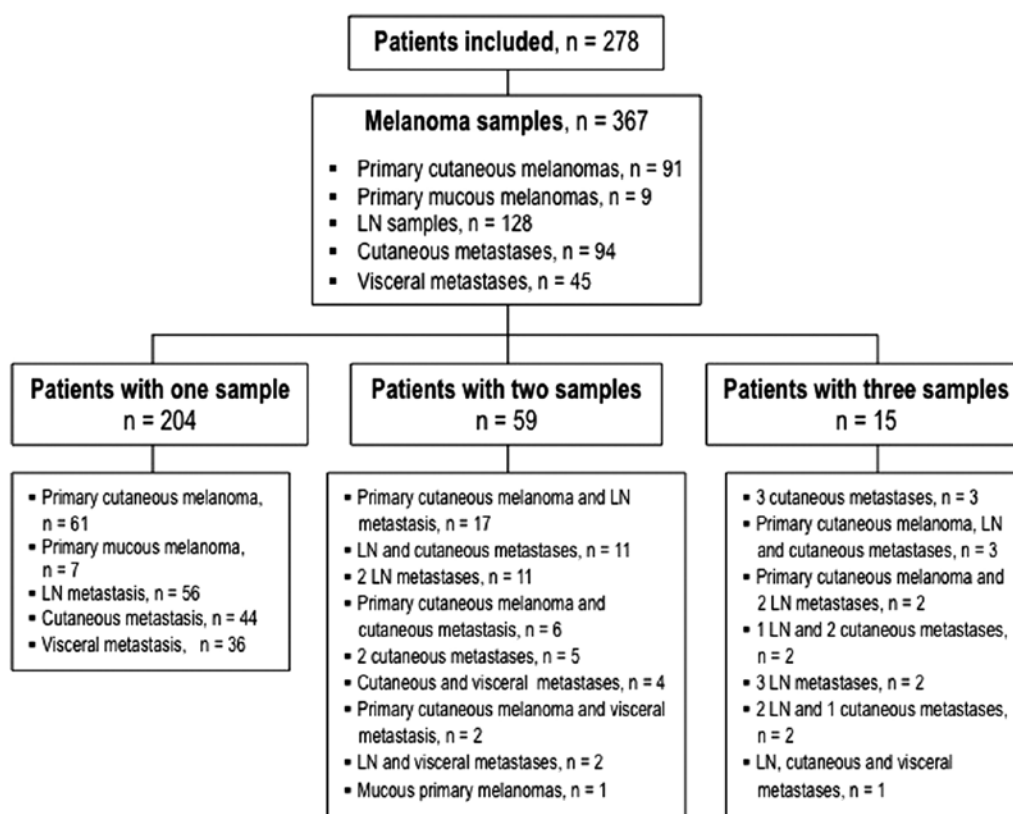 Patients included, n = 278
Melanoma samples, n = 367
▪ Primary cutaneous melanomas, n = 91
▪ Primary mucous melanomas, n = 9
▪ LN samples, n = 128
▪ Cutaneous metastases, n = 94
▪ Visceral metastases, n = 45
Patients with one sample
n = 204
▪ Primary cutaneous melanoma,
n = 61
▪ Primary mucous melanoma,
n = 7
▪ LN metastasis, n = 56
▪ Cutaneous metastasis, n = 44
▪ Visceral metastasis, n = 36
Patients with two samples
n = 59
▪ Primary cutaneous melanoma and LN
metastasis, n = 17
▪ LN and cutaneous metastases, n = 11
▪ 2 LN metastases, n = 11
▪ Primary cutaneous melanoma and
cutaneous metastasis, n = 6
▪ 2 cutaneous metastases, n = 5
▪ Cutaneous and visceral metastases, n = 4
▪ Primary cutaneous melanoma and visceral
metastasis, n = 2
▪ LN and visceral metastases, n = 2
▪ Mucous primary melanomas, n = 1
Patients with three samples
n = 15
▪ 3 cutaneous metastases, n = 3
▪ Primary cutaneous melanoma, LN
and cutaneous metastases, n = 3
▪ Primary cutaneous melanoma and
2 LN metastases, n = 2
▪ 1 LN and 2 cutaneous metastases,
n = 2
▪ 3 LN metastases, n = 2
▪ 2 LN and 1 cutaneous metastases,
n = 2
▪ LN, cutaneous and visceral
metastases, n = 1